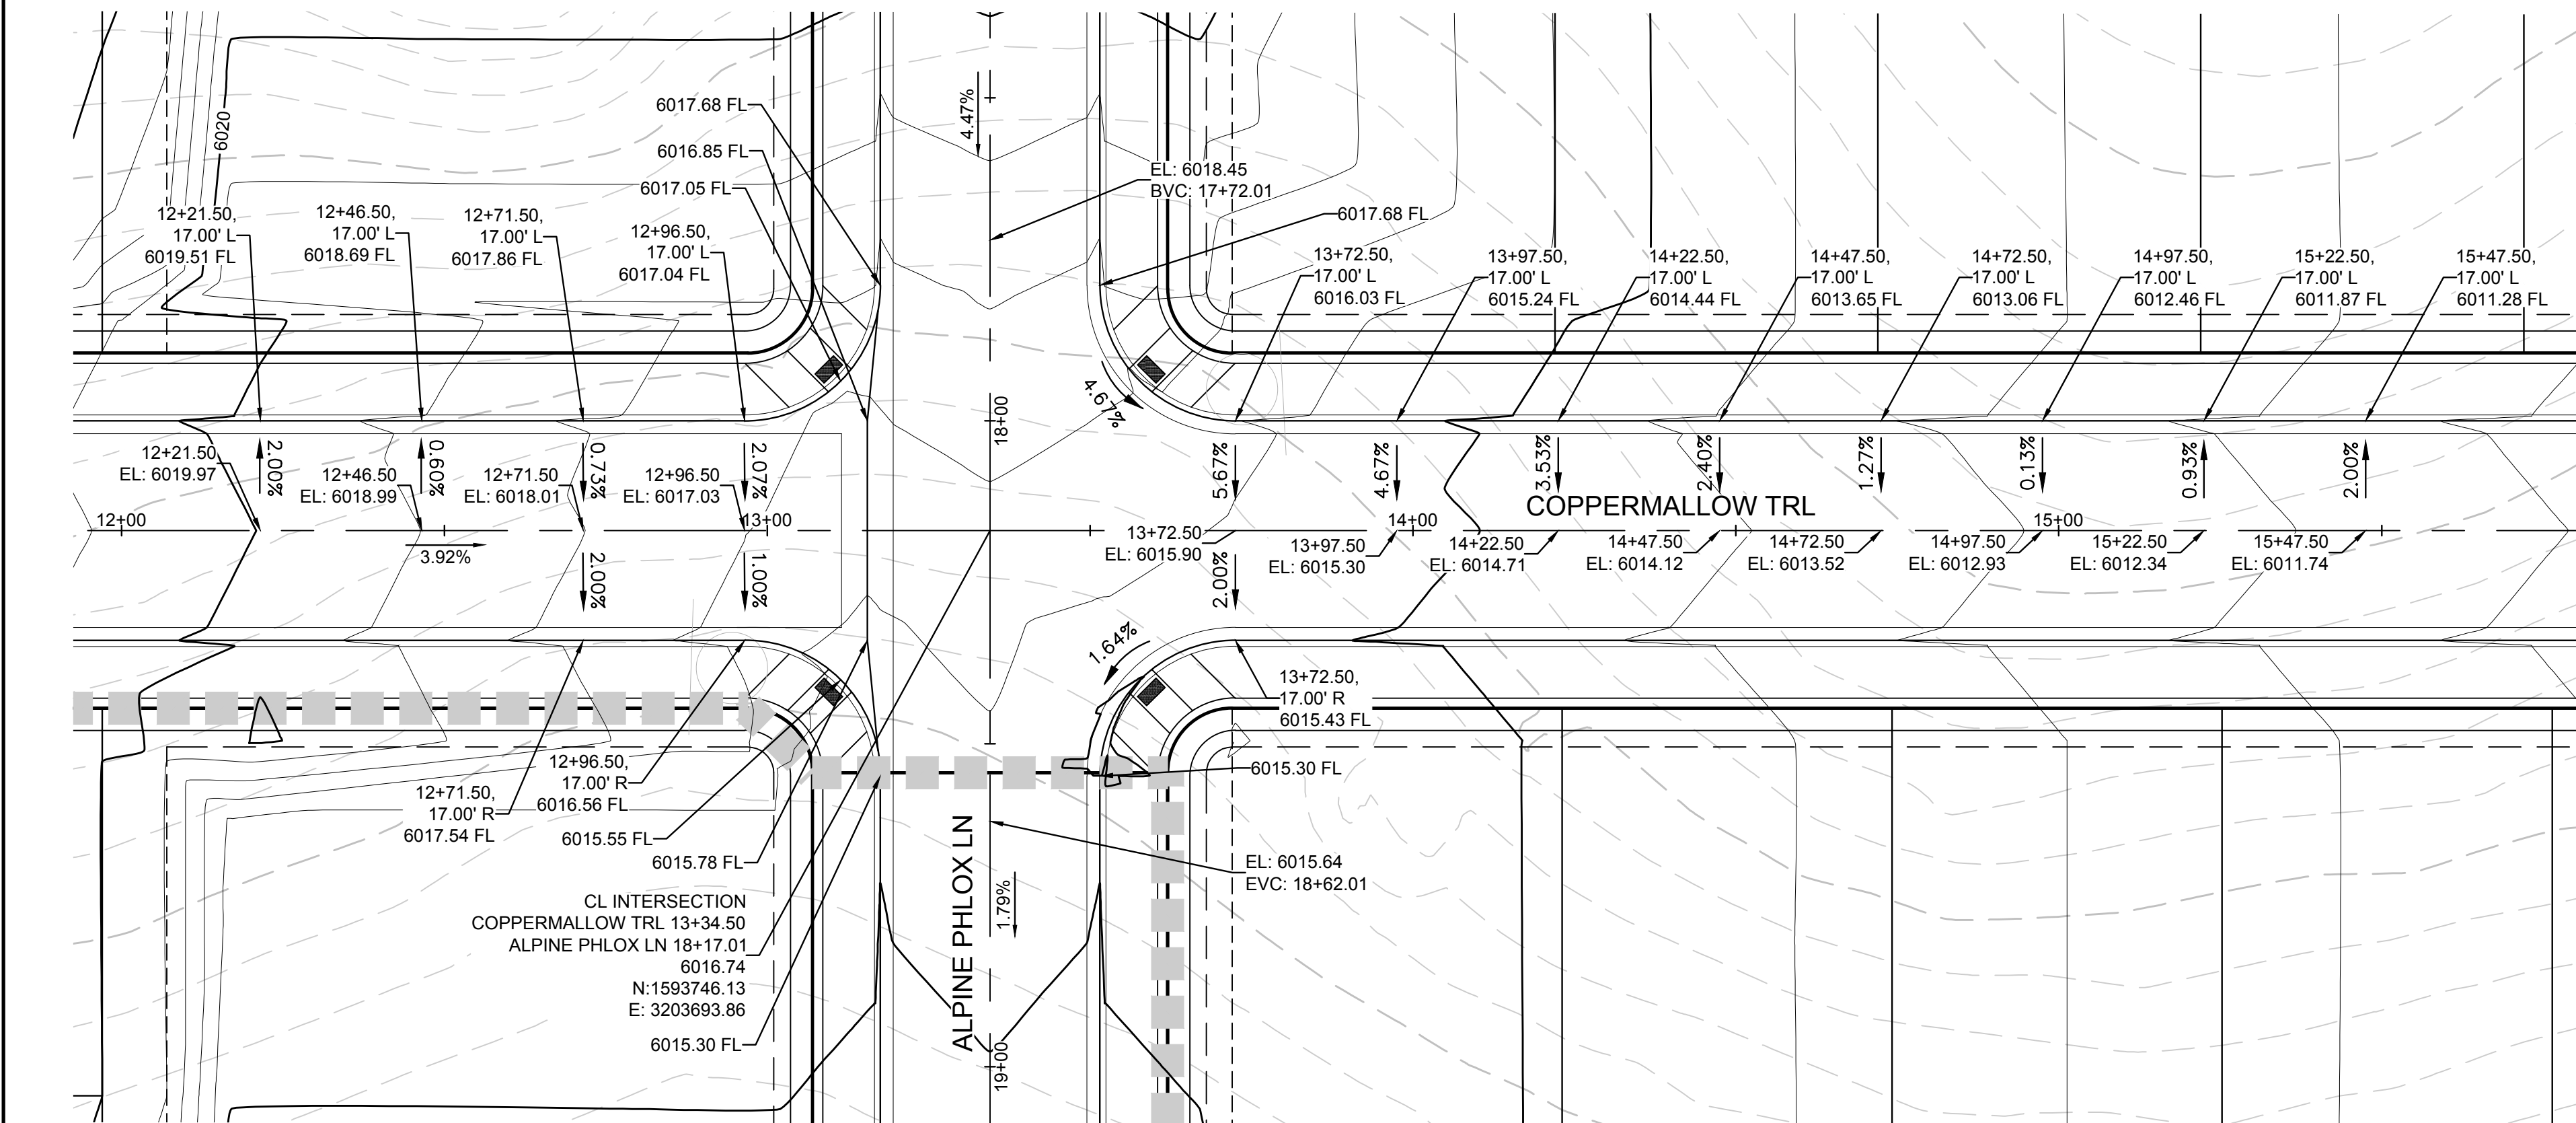 6020
6017.68 FL
6016.85 FL
6017.05 FL
4.47%
EL: 6018.45
BVC: 17+72.01
6017.68 FL
12+21.50,
17.00' L
6019.51 FL
12+46.50,
17.00' L
6018.69 FL
12+71.50,
17.00' L
6017.86 FL
12+96.50,
17.00' L
6017.04 FL
13+72.50,
17.00' L
6016.03 FL
13+97.50,
17.00' L
6015.24 FL
14+22.50,
17.00' L
6014.44 FL
14+47.50,
17.00' L
6013.65 FL
14+72.50,
17.00' L
6013.06 FL
14+97.50,
17.00' L
6012.46 FL
15+22.50,
17.00' L
6011.87 FL
15+47.50,
17.00' L
6011.28 FL
4.67%
18+00
12+21.50
EL: 6019.97
2.00%
12+46.50
EL: 6018.99
0.60%
12+71.50
EL: 6018.01
0.73%
12+96.50
EL: 6017.03
2.07%
5.67%
4.67%
3.53%
2.40%
1.27%
0.13%
0.93%
2.00%
COPPERMALLOW TRL
12+00
13+00
14+00
15+00
3.92%
13+72.50
EL: 6015.90
13+97.50
EL: 6015.30
14+22.50
EL: 6014.71
14+47.50
EL: 6014.12
14+72.50
EL: 6013.52
14+97.50
EL: 6012.93
15+22.50
EL: 6012.34
15+47.50
EL: 6011.74
2.00%
1.00%
2.00%
1.64%
13+72.50,
17.00' R
6015.43 FL
12+96.50,
17.00' R
6016.56 FL
12+71.50,
17.00' R
6017.54 FL
6015.30 FL
6015.55 FL
6015.78 FL
EL: 6015.64
EVC: 18+62.01
CL INTERSECTION
COPPERMALLOW TRL 13+34.50
ALPINE PHLOX LN 18+17.01
6016.74
N:1593746.13
E: 3203693.86
6015.30 FL
ALPINE PHLOX LN
1.79%
19+00